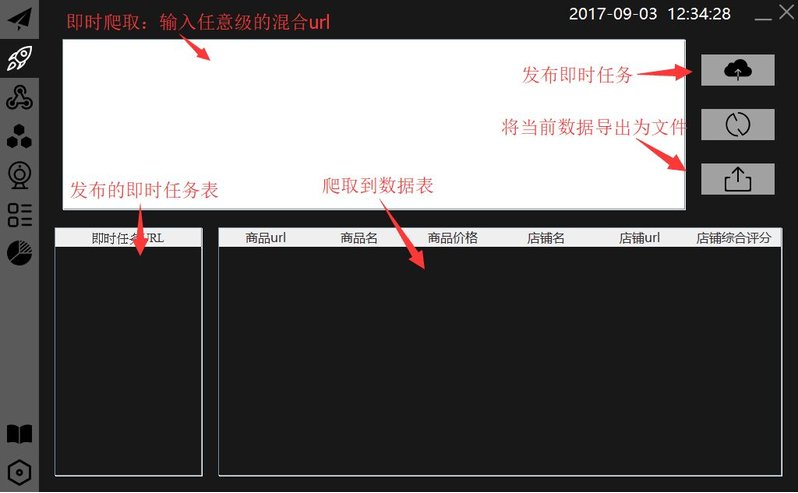 即时爬取：输入任意级的混合url
2017-09-03 12:34:28
发布即时任务
将当前数据导出为文件
发布的即时任务表
爬取到数据表
即时任务URL
商品url 商品名 商品价格 店铺名 店铺url 店铺综合评分